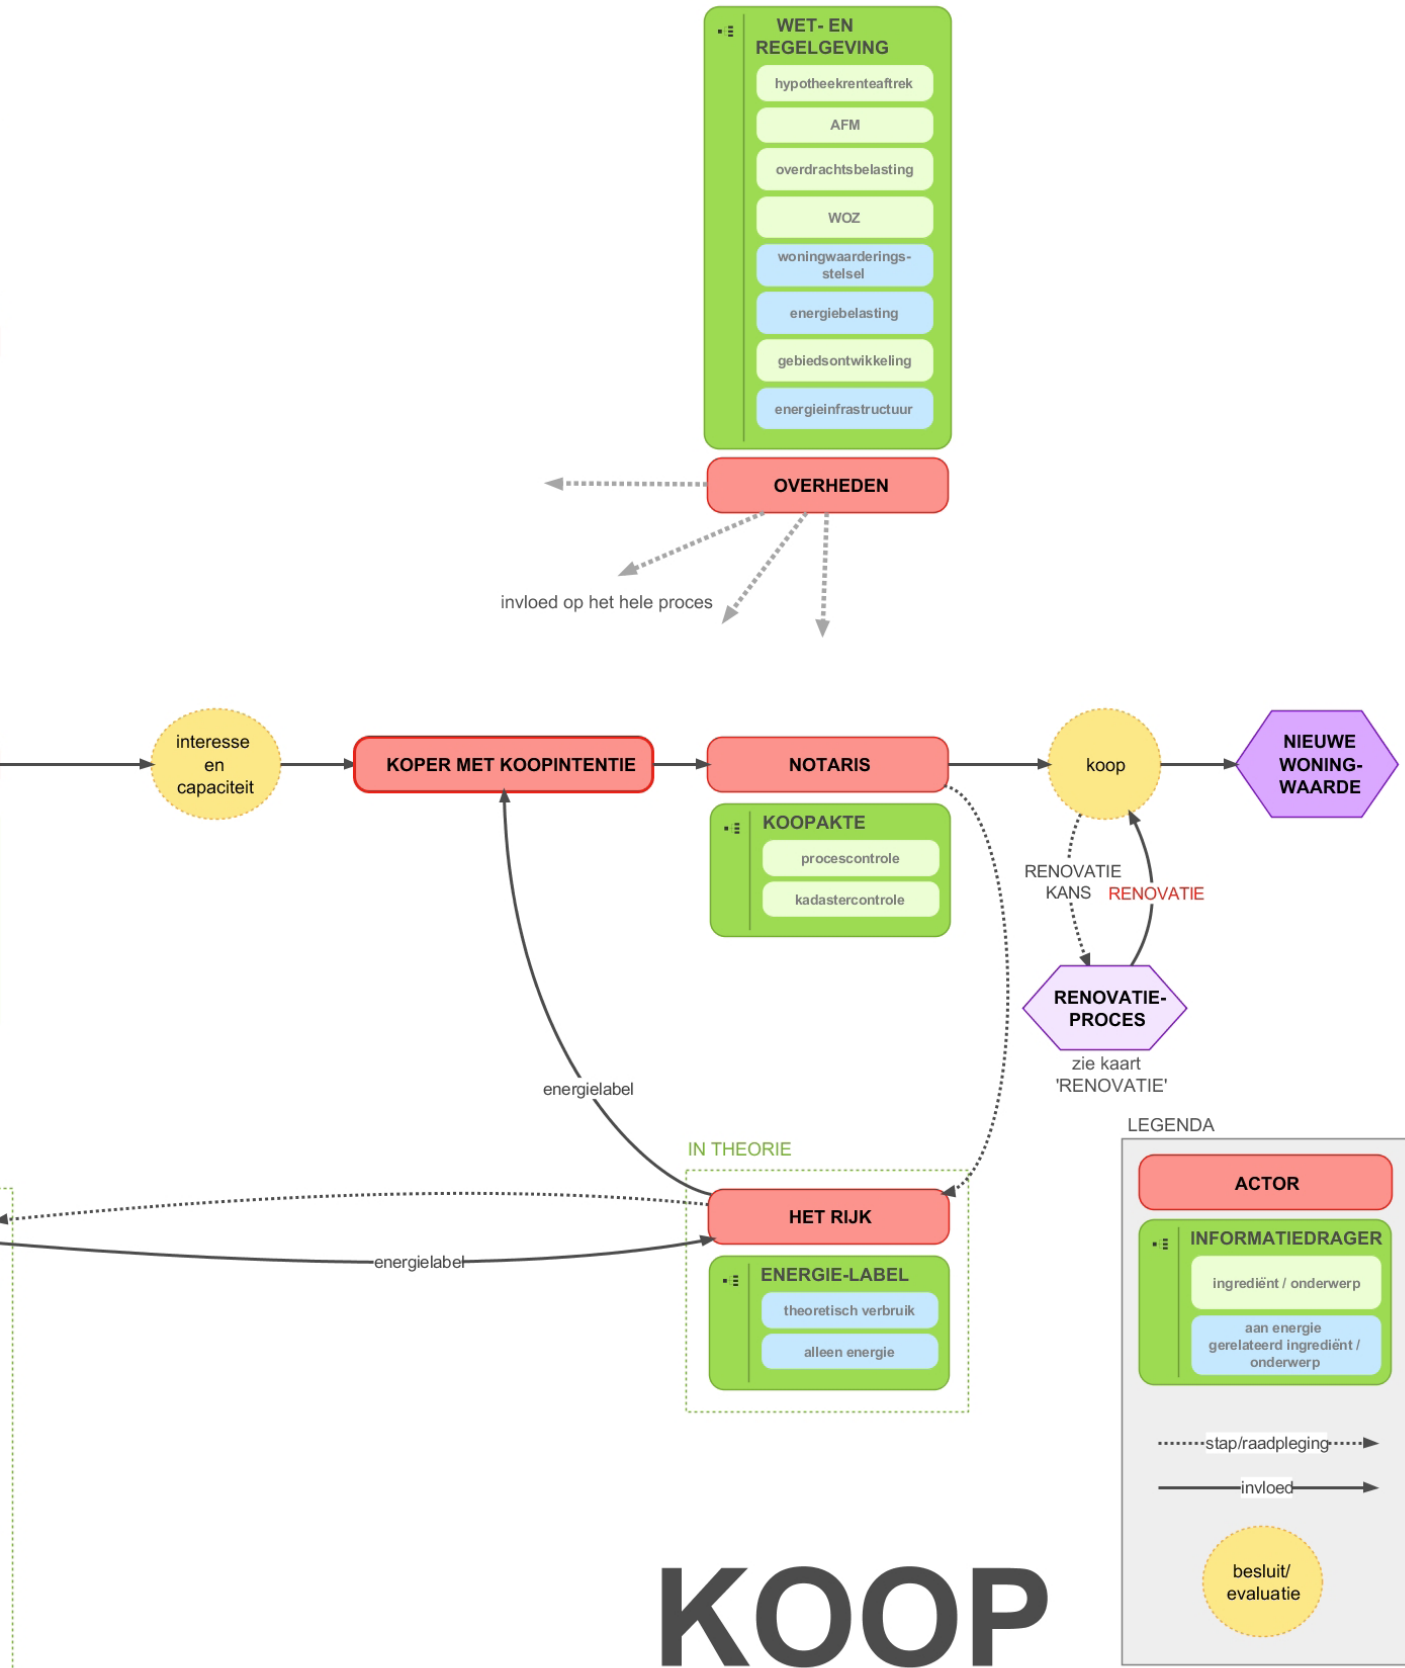 WET- EN
REGELGEVING
hypotheekrenteaftrek
AFM
overdrachtsbelasting
WOZ
woningwaarderings-
stelsel
energiebelasting
gebiedsontwikkeling
energieinfrastructuur
OVERHEDEN
invloed op het hele proces
interesse
en
capaciteit
KOPER MET KOOPINTENTIE
NOTARIS
koop
NIEUWE
WONING-
WAARDE
KOOPAKTE
procescontrole
kadastercontrole
RENOVATIE
KANS
RENOVATIE
RENOVATIE-
PROCES
zie kaart
'RENOVATIE'
energielabel
IN THEORIE
HET RIJK
energielabel
ENERGIE-LABEL
theoretisch verbruik
alleen energie
LEGENDA
ACTOR
INFORMATIEDRAGER
ingrediënt / onderwerp
aan energie
gerelateerd ingrediënt /
onderwerp
stap/raadpleging
invloed
besluit/
evaluatie
KOOP